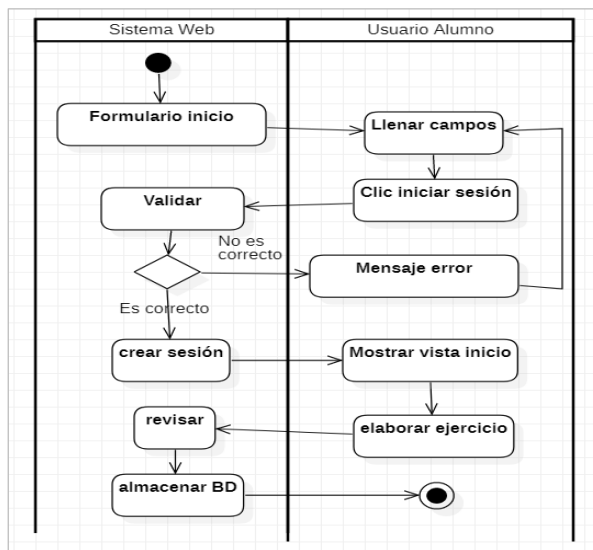 Sistema Web
Usuario Alumno
Formulario inicio
Llenar campos
Clic iniciar sesión
Validar
No es
correcto
Mensaje error
Es correcto
crear sesión
Mostrar vista inicio
elaborar ejercicio
revisar
almacenar BD